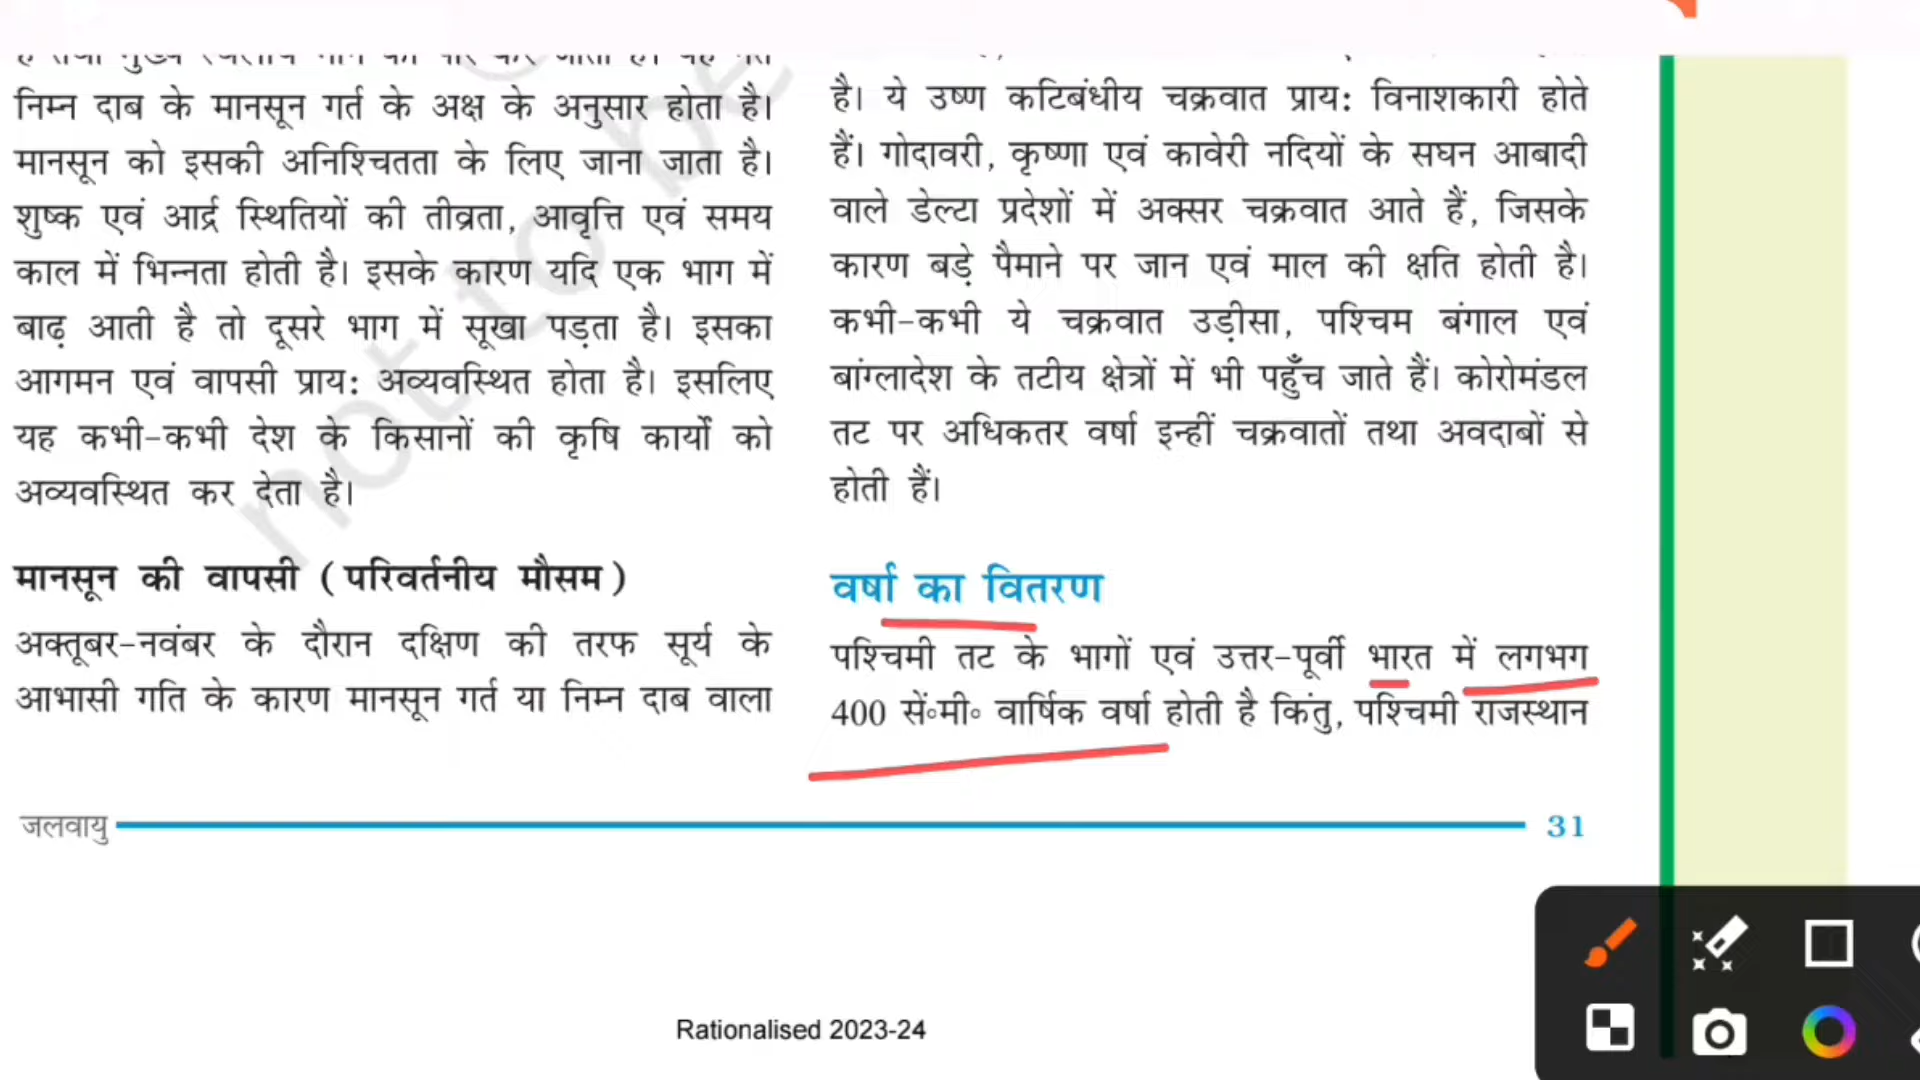 निम्न दाब के मानसून गर्त के अक्ष के अनुसार होता है।
मानसून को इसकी अनिश्चितता के लिए जाना जाता है।
शुष्क एवं आर्द्र स्थितियों की तीव्रता, आवृत्ति एवं समय
काल में भिन्नता होती है। इसके कारण यदि एक भाग में
बाढ़ आती है तो दूसरे भाग में सूखा पड़ता है। इसका
आगमन एवं वापसी प्राय: अव्यवस्थित होता है। इसलिए
यह कभी-कभी देश के किसानों की कृषि कार्यों को
अव्यवस्थित कर देता है।
मानसून की वापसी (परिवर्तनीय मौसम)
अक्तूबर-नवंबर के दौरान दक्षिण की तरफ सूर्य के
आभासी गति के कारण मानसून गर्त या निम्न दाब वाला
है। ये उष्ण कटिबंधीय चक्रवात प्राय: विनाशकारी होते
हैं। गोदावरी, कृष्णा एवं कावेरी नदियों के सघन आबादी
वाले डेल्टा प्रदेशों में अक्सर चक्रवात आते हैं, जिसके
कारण बड़े पैमाने पर जान एवं माल की क्षति होती है।
कभी-कभी ये चक्रवात उड़ीसा, पश्चिम बंगाल एवं
बांग्लादेश के तटीय क्षेत्रों में भी पहुँच जाते हैं। कोरोमंडल
तट पर अधिकतर वर्षा इन्हीं चक्रवातों तथा अवदाबों से
होती हैं।
वर्षा का वितरण
पश्चिमी तट के भागों एवं उत्तर-पूर्वी भारत में लगभग
400 सें॰मी॰ वार्षिक वर्षा होती है किंतु, पश्चिमी राजस्थान
जलवायु 31
Rationalised 2023-24
not to be